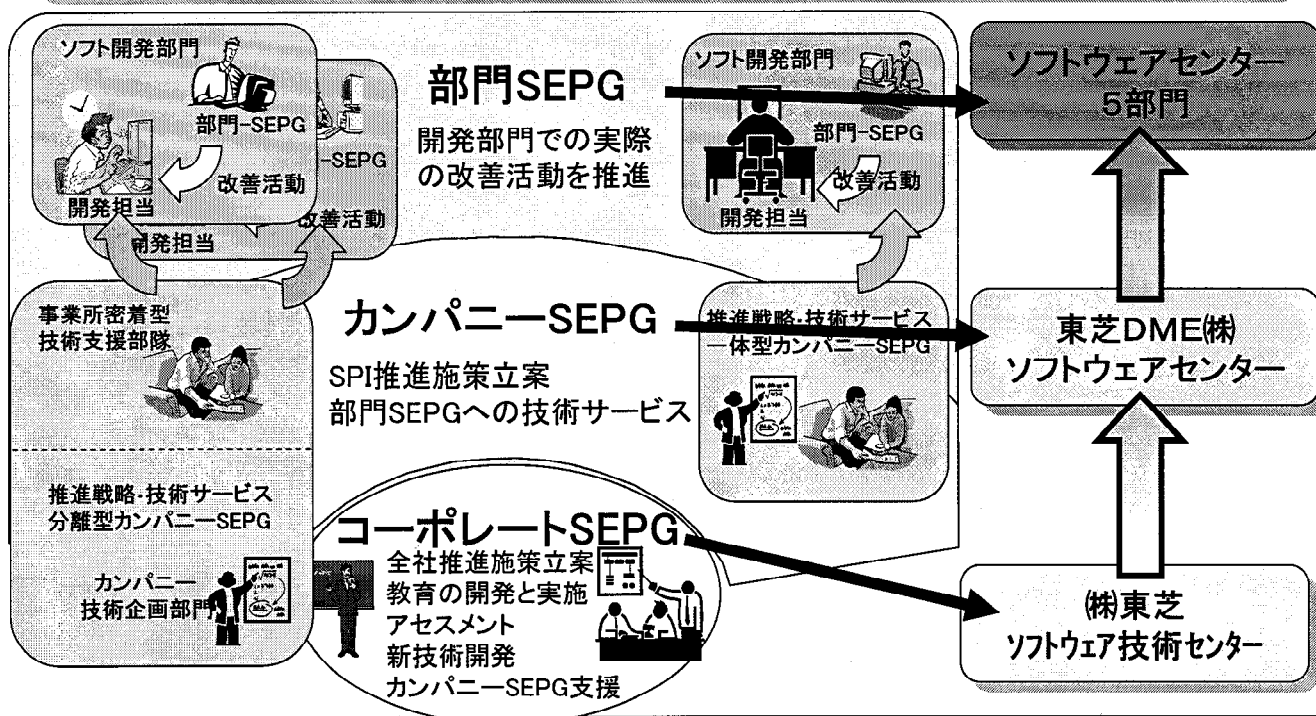 ソフト開発部門
部門-SEPG
改善活動
開発担当
-SEPG
改善活動
開発担当
部門SEPG
開発部門での実際
の改善活動を推進
ソフト開発部門
部門-SEPG
改善活動
開発担当
ソフトウェアセンター
5部門
事業所密着型
技術支援部隊
推進戦略・技術サービス
分離型カンパニーSEPG
カンパニー
技術企画部門
カンパニーSEPG
SPI推進施策立案
部門SEPGへの技術サービス
推進戦略・技術サービス
一体型カンパニーSEPG
東芝DME㈱
ソフトウェアセンター
コーポレートSEPG
全社推進施策立案
教育の開発と実施
アセスメント
新技術開発
カンパニーSEPG支援
㈱東芝
ソフトウェア技術センター